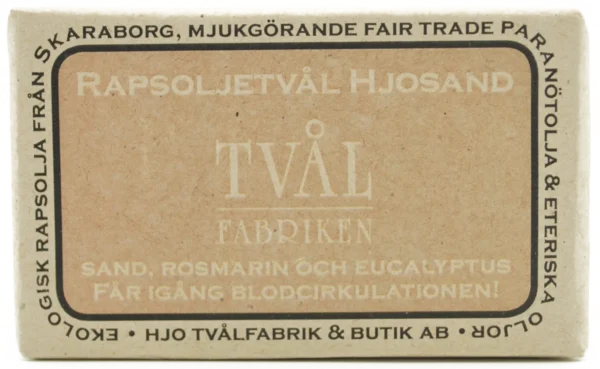 EKOLOGISK RAPSOLJA FRÅN SKARABORG, MJUKGÖRANDE FAIR TRADE PARANÖTOLJA & ETERISKA OLJOR •
HJO TVÅLFABRIK & BUTIK AB •
RAPSOLJETVÅL HJOSAND
TVÅL
FABRIKEN
SAND, ROSMARIN OCH EUCALYPTUS
FÅR IGÅNG BLODCIRKULATIONEN!